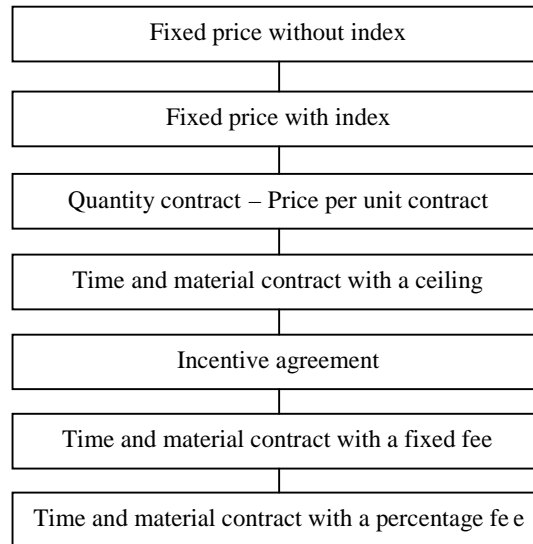 Fixed price without index
Fixed price with index
Quantity contract – Price per unit contract
Time and material contract with a ceiling
Incentive agreement
Time and material contract with a fixed fee
Time and material contract with a percentage fee